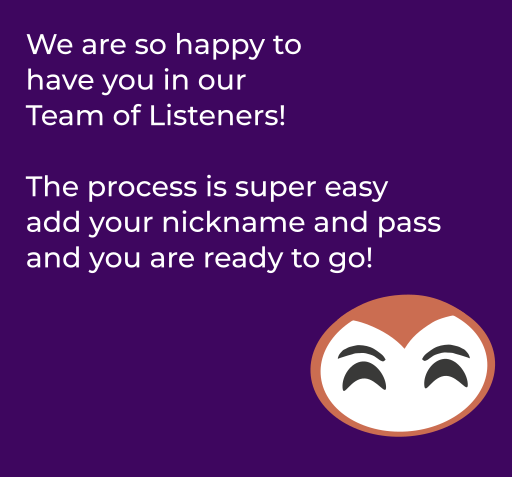 We are so happy to
have you in our
Team of Listeners!
The process is super easy
add your nickname and pass
and you are ready to go!